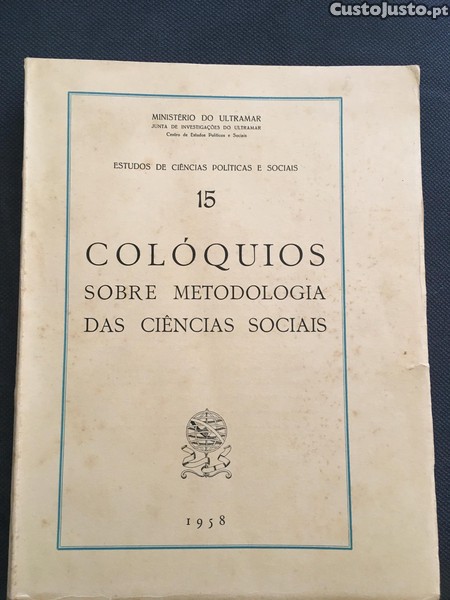 CustoJusto.pt
MINISTÉRIO DO ULTRAMAR
JUNTA DE INVESTIGAÇÕES DO ULTRAMAR
Centro de Estudos Políticos e Sociais
ESTUDOS DE CIÊNCIAS POLÍTICAS E SOCIAIS
15
COLÓQUIOS
SOBRE METODOLOGIA
DAS CIÊNCIAS SOCIAIS
1958